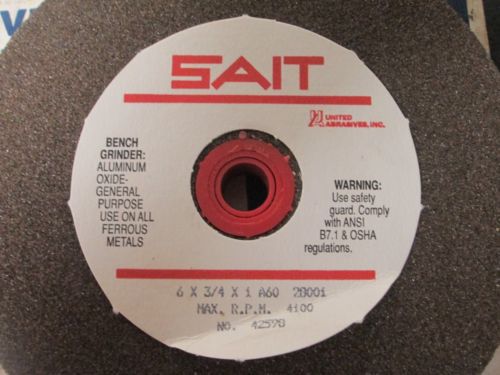 SAIT
UNITED
ABRASIVES, INC.
BENCH
GRINDER:
ALUMINUM
OXIDE-
GENERAL
PURPOSE
USE ON ALL
FERROUS
METALS
WARNING:
Use safety
guard. Comply
with ANSI
B7.1 & OSHA
regulations.
6 X 3/4 X 1 A60 28001
MAX. R.P.M. 4100
NO. 42598